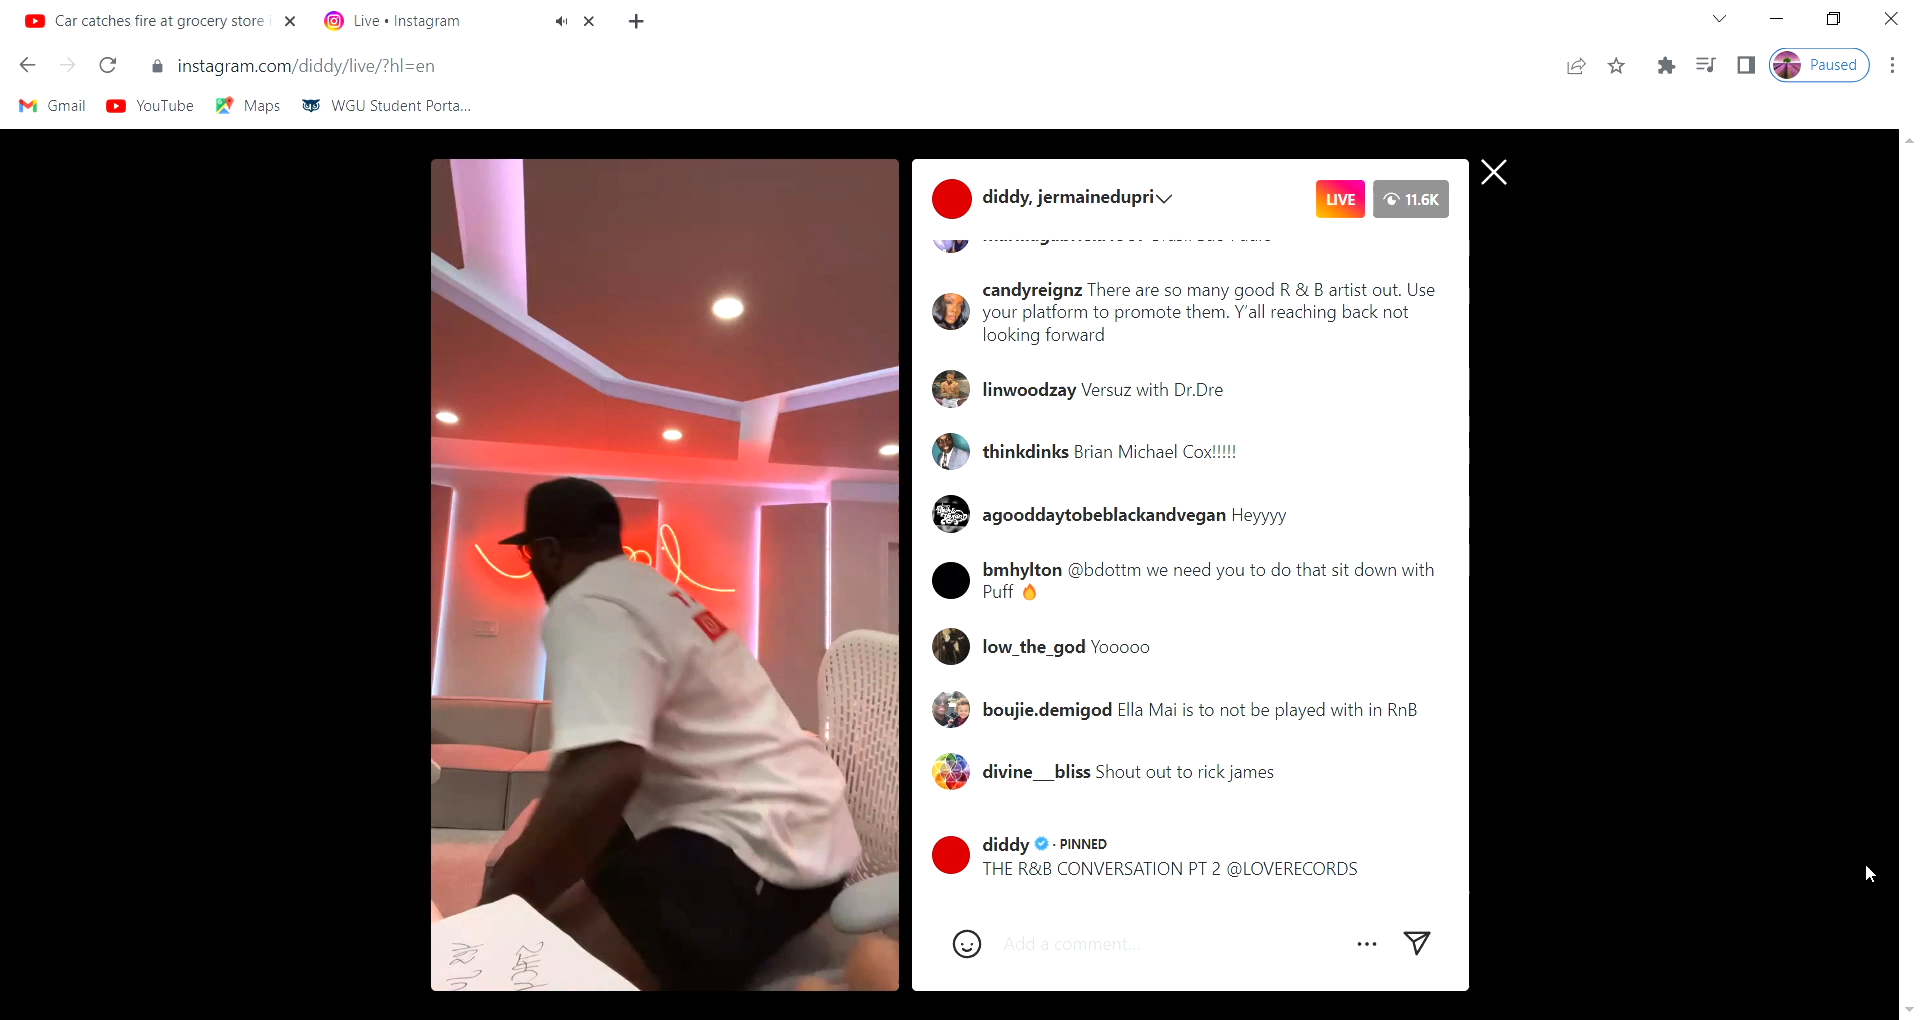 Car catches fire at grocery store i
Live • Instagram
instagram.com/diddy/live/?hl=en
Paused
Gmail
YouTube
Maps
WGU Student Porta...
diddy, jermainedupri
LIVE
11.6K
candyreignz There are so many good R & B artist out. Use
your platform to promote them. Y'all reaching back not
looking forward
linwoodzay Versuz with Dr.Dre
thinkdinks Brian Michael Cox!!!!!
agooddaytobeblackandvegan Heyyyy
bmhylton @bdottm we need you to do that sit down with
Puff 🔥
low_the_god Yooooo
boujie.demigod Ella Mai is to not be played with in RnB
divine__bliss Shout out to rick james
diddy · PINNED
THE R&B CONVERSATION PT 2 @LOVERECORDS
Add a comment...